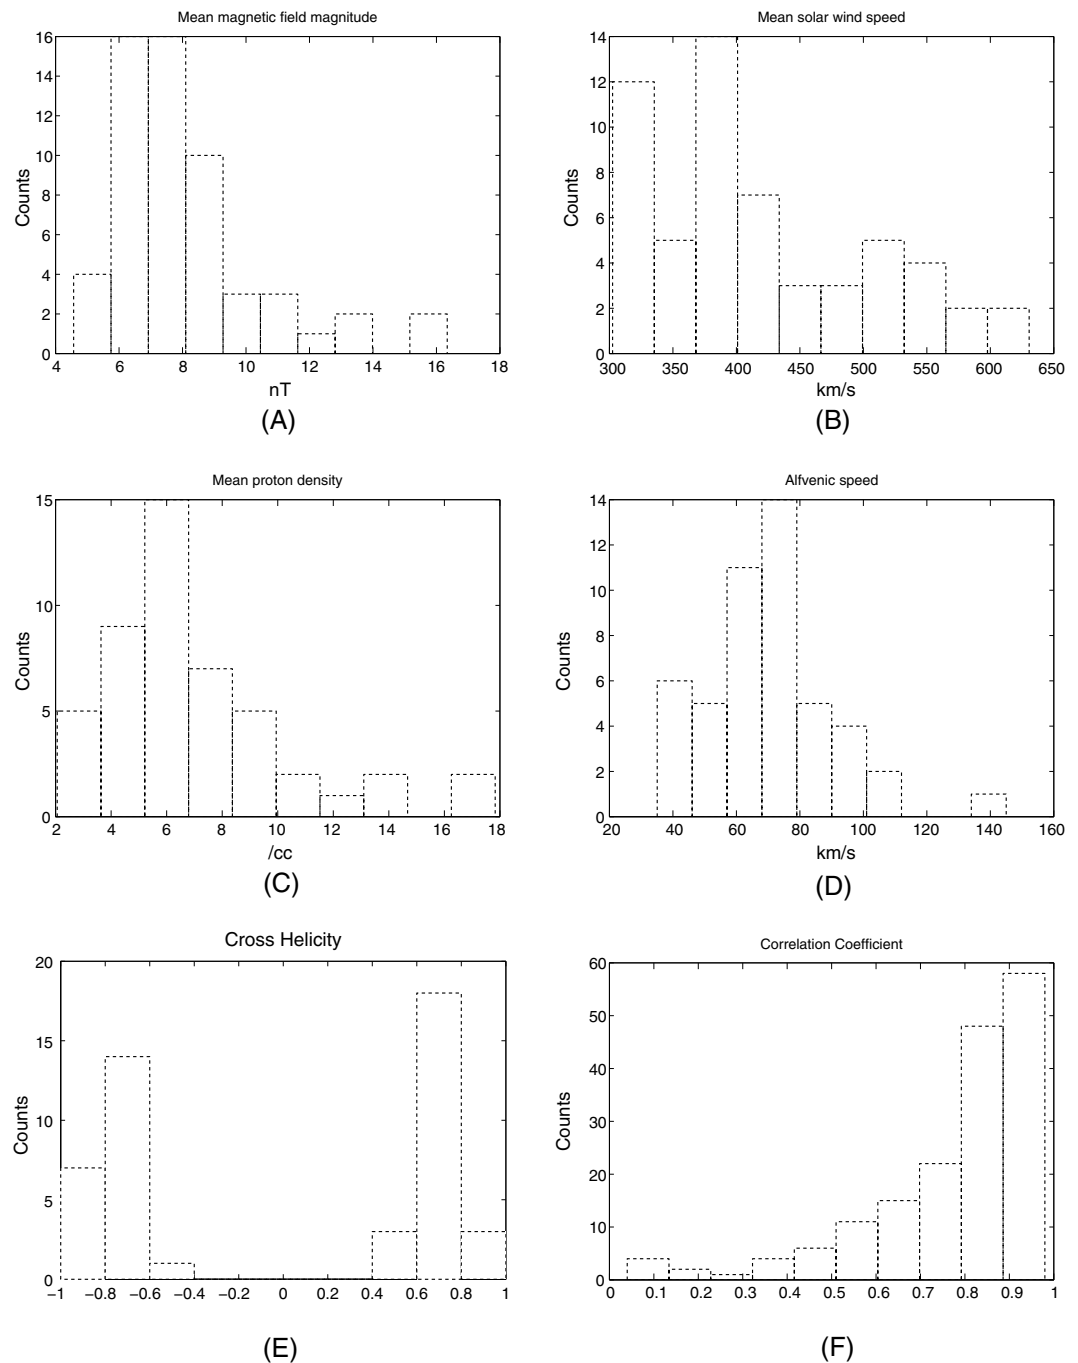 Mean magnetic field magnitude
16
14
12
10
8
6
4
2
0
Counts
4 6 8 10 12 14 16 18
nT
(A)
Mean solar wind speed
14
12
10
8
6
4
2
0
Counts
300 350 400 450 500 550 600 650
km/s
(B)
Mean proton density
15
10
5
0
Counts
2 4 6 8 10 12 14 16 18
/cc
(C)
Alfvenic speed
14
12
10
8
6
4
2
0
Counts
20 40 60 80 100 120 140 160
km/s
(D)
Cross Helicity
20
15
10
5
0
Counts
−1 −0.8 −0.6 −0.4 −0.2 0 0.2 0.4 0.6 0.8 1
(E)
Correlation Coefficient
60
50
40
30
20
10
0
Counts
0 0.1 0.2 0.3 0.4 0.5 0.6 0.7 0.8 0.9 1
(F)